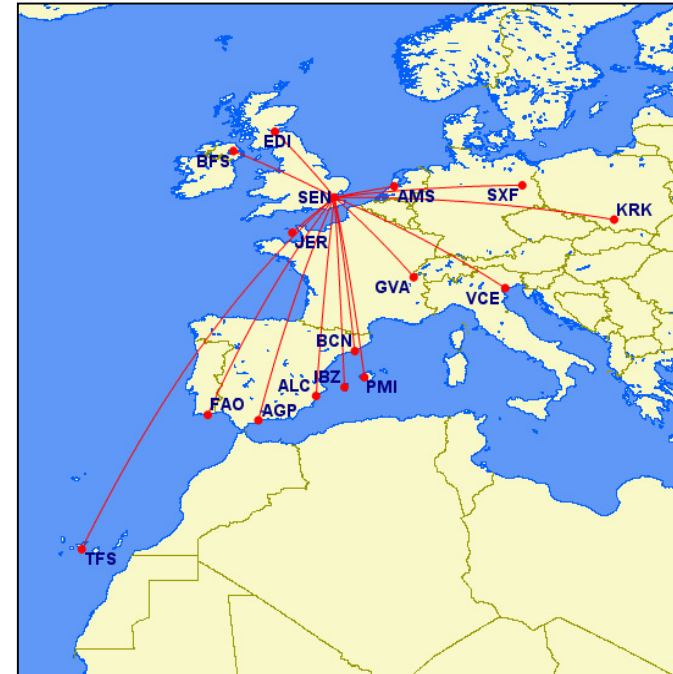 EDI
BFS
SEN
AMS
SXF
KRK
JER
GVA
VCE
BCN
ALC
IBZ
PMI
FAO
AGP
TFS